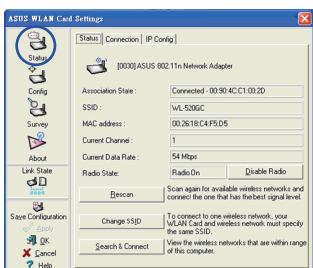 ASUS WLAN Card Settings
Status
Config
Survey
About
Link State
Save Configuration
Apply
OK
Cancel
Help
Status Connection IP Config
[0030] ASUS 802.11n Network Adapter
Association State : Connected - 00:90:4C:C1:00:2D
SSID : WL-520GC
MAC address : 00:26:18:C4:F5:D5
Current Channel : 1
Current Data Rate : 54 Mbps
Radio State: Radio On Disable Radio
Rescan
Scan again for available wireless networks and
connect the one that has the best signal level.
Change SSID
To connect to one wireless network, your
WLAN Card and wireless network must specify
the same SSID.
Search & Connect
View the wireless networks that are within range
of this computer.